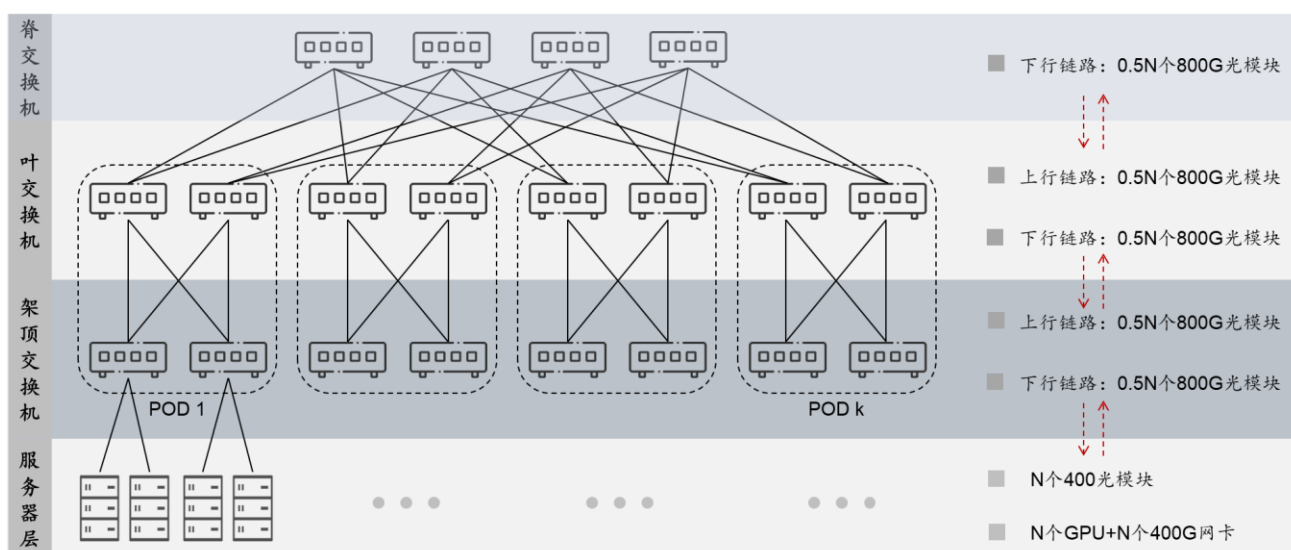 脊交换机
下行链路：0.5N个800G光模块
叶交换机
上行链路：0.5N个800G光模块
下行链路：0.5N个800G光模块
架顶交换机
上行链路：0.5N个800G光模块
下行链路：0.5N个800G光模块
POD 1
POD k
服务器层
N个400光模块
N个GPU+N个400G网卡